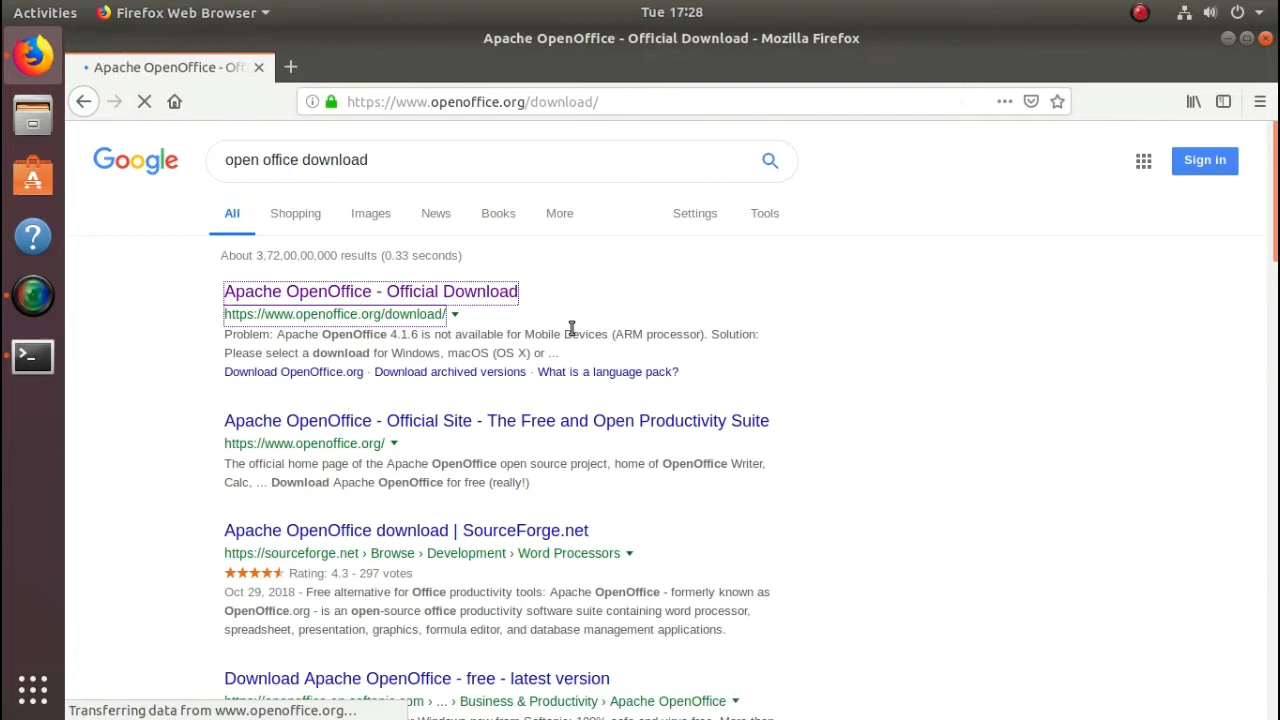 Activities Firefox Web Browser Tue 17:28
Apache OpenOffice - Official Download - Mozilla Firefox
Apache OpenOffice - Off
https://www.openoffice.org/download/
Google open office download Sign in
All Shopping Images News Books More Settings Tools
About 3,72,00,00,000 results (0.33 seconds)
Apache OpenOffice - Official Download
https://www.openoffice.org/download/
Problem: Apache OpenOffice 4.1.6 is not available for Mobile Devices (ARM processor). Solution:
Please select a download for Windows, macOS (OS X) or ...
Download OpenOffice.org · Download archived versions · What is a language pack?
Apache OpenOffice - Official Site - The Free and Open Productivity Suite
https://www.openoffice.org/
The official home page of the Apache OpenOffice open source project, home of OpenOffice Writer,
Calc, ... Download Apache OpenOffice for free (really!)
Apache OpenOffice download | SourceForge.net
https://sourceforge.net › Browse › Development › Word Processors
Rating: 4.3 - 297 votes
Oct 29, 2018 - Free alternative for Office productivity tools: Apache OpenOffice - formerly known as
OpenOffice.org - is an open-source office productivity software suite containing word processor,
spreadsheet, presentation, graphics, formula editor, and database management applications.
Download Apache OpenOffice - free - latest version
› ... › Business & Productivity › Apache OpenOffice
Transferring data from www.openoffice.org...